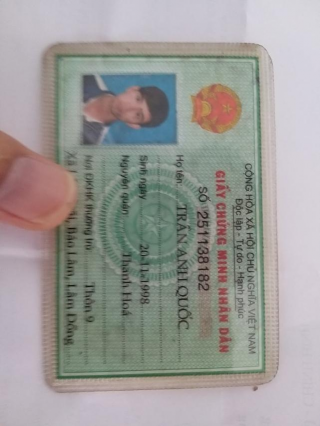 CỘNG HÒA XÃ HỘI CHỦ NGHĨA VIỆT NAM
Độc lập - Tự do - Hạnh phúc
GIẤY CHỨNG MINH NHÂN DÂN
SỐ 251138182
Họ tên: TRẦN ANH QUỐC
Sinh ngày 20-11-1998
Nguyên quán Thanh Hoá
Nơi ĐKHK thường trú Thôn 9
Xã Bảo Lâm, Lâm Đồng